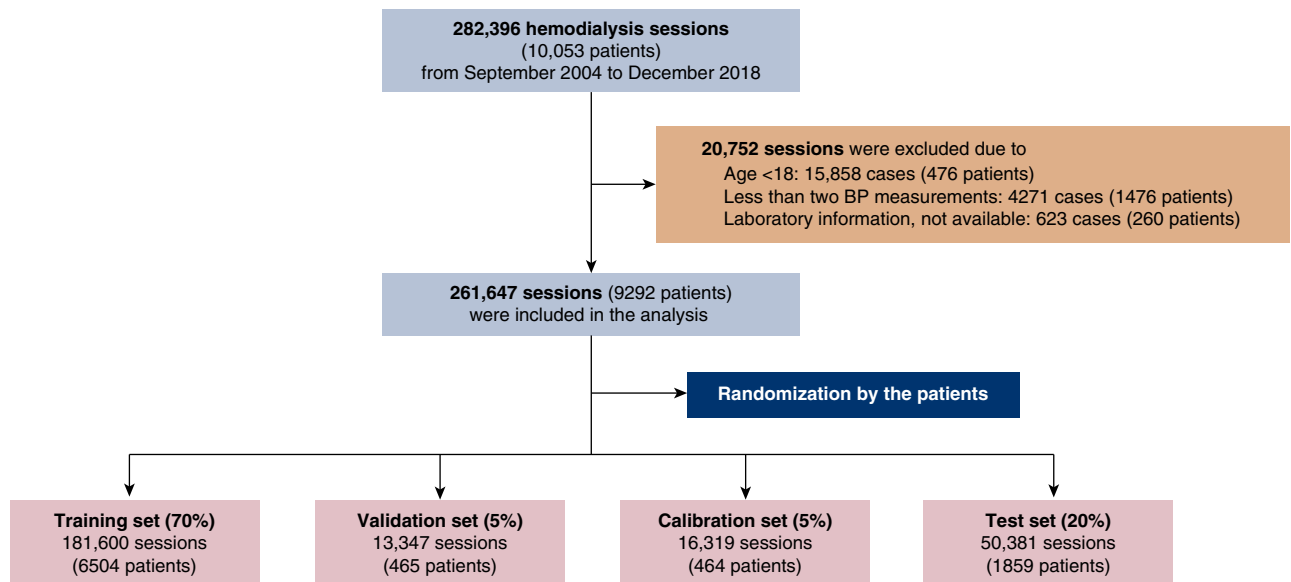 282,396 hemodialysis sessions
(10,053 patients)
from September 2004 to December 2018
20,752 sessions were excluded due to
Age <18: 15,858 cases (476 patients)
Less than two BP measurements: 4271 cases (1476 patients)
Laboratory information, not available: 623 cases (260 patients)
261,647 sessions (9292 patients)
were included in the analysis
Randomization by the patients
Training set (70%)
181,600 sessions
(6504 patients)
Validation set (5%)
13,347 sessions
(465 patients)
Calibration set (5%)
16,319 sessions
(464 patients)
Test set (20%)
50,381 sessions
(1859 patients)